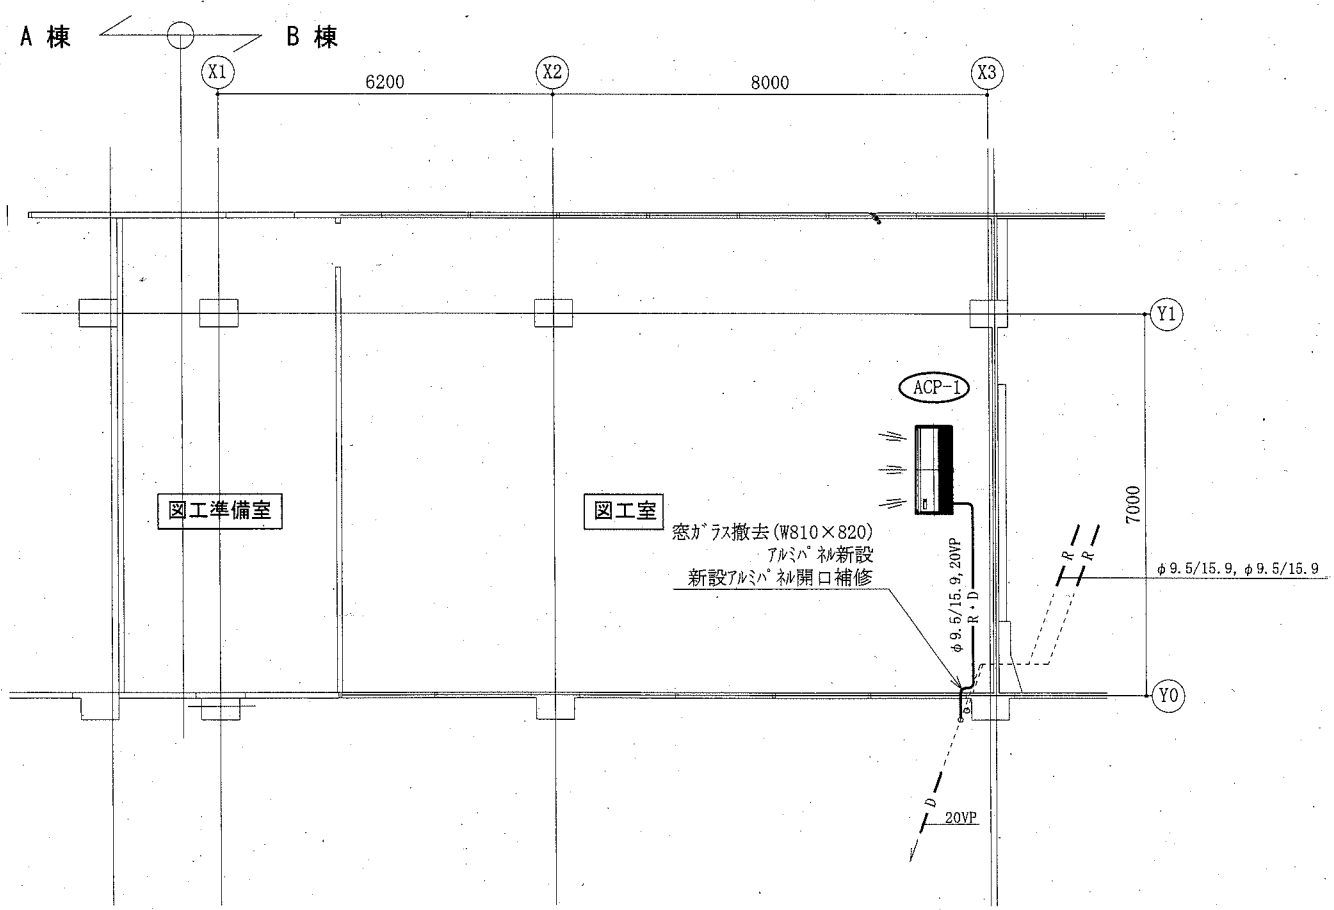 A 棟
B 棟
X1
X2
X3
6200
8000
Y1
ACP-1
図工準備室
図工室
7000
窓ガラス撤去(W810×820)
アルミパネル新設
新設アルミパネル開口補修
φ9.5/15.9, 20VP
R・D
R
R
φ9.5/15.9, φ9.5/15.9
Y0
D
20VP